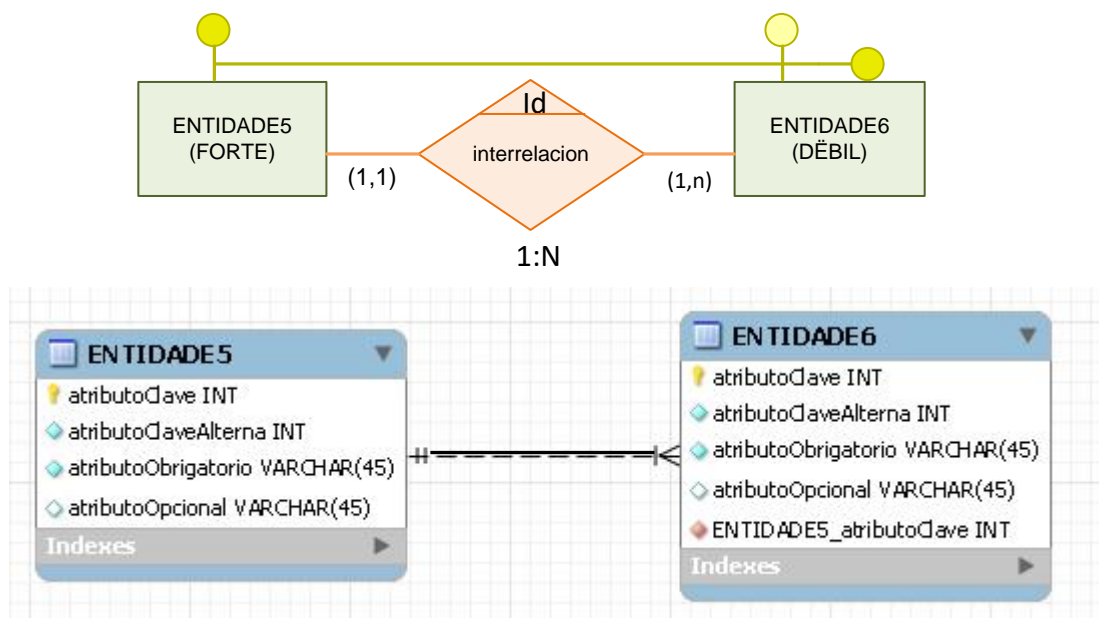 Id
ENTIDADE5
(FORTE)
interrelacion
ENTIDADE6
(DËBIL)
(1,1)
(1,n)
1:N
ENTIDADE5
atributoClave INT
atributoClaveAlterna INT
atributoObrigatorio VARCHAR(45)
atributoOpcional VARCHAR(45)
Indexes
ENTIDADE6
atributoClave INT
atributoClaveAlterna INT
atributoObrigatorio VARCHAR(45)
atributoOpcional VARCHAR(45)
ENTIDADE5_atributoClave INT
Indexes